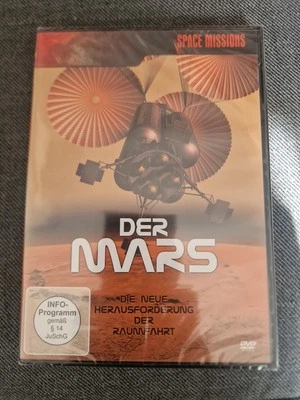 SPACE MISSIONS
DER
MARS
DIE NEUE
HERAUSFORDERUNG
DER
RAUMFAHRT
INFO-
Programm
gemäß
§ 14
JuSchG
DVD